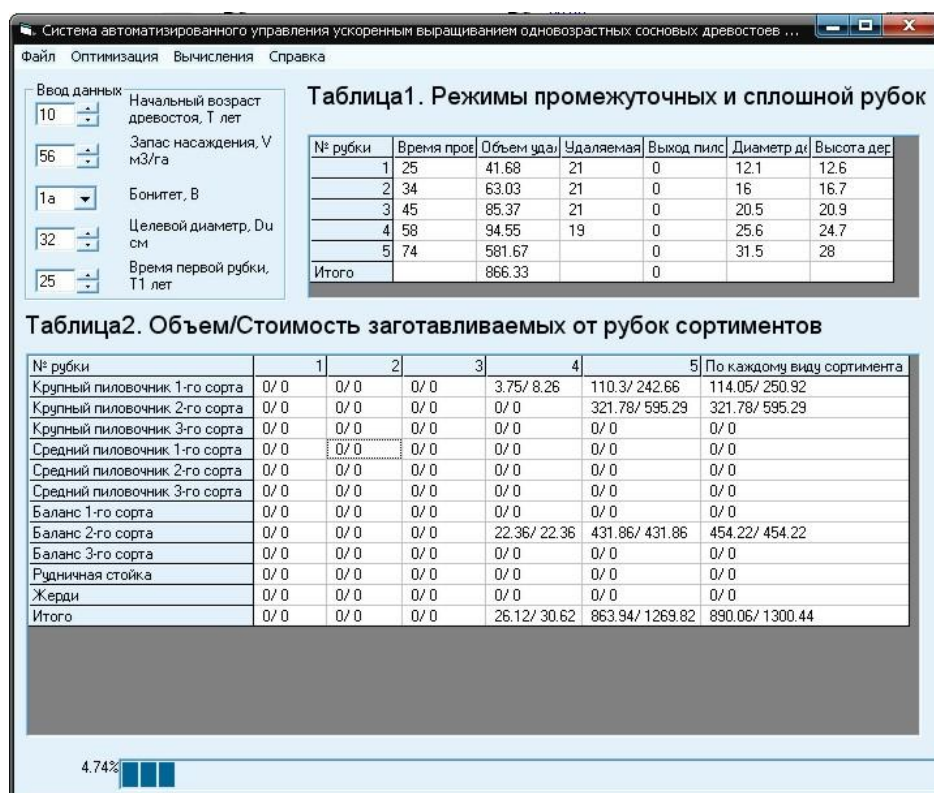 Система автоматизированного управления ускоренным выращиванием одновозрастных сосновых древостоев ...
Файл Оптимизация Вычисления Справка
Ввод данных
10 Начальный возраст древостоя, Т лет
56 Запас насаждения, V м3/га
1а Бонитет, В
32 Целевой диаметр, Du см
25 Время первой рубки, Т1 лет
Таблица1. Режимы промежуточных и сплошной рубок
№ рубки Время прое Объем уда Удаляемая Выход пилс Диаметр де Высота дер
1 25 41.68 21 0 12.1 12.6
2 34 63.03 21 0 16 16.7
3 45 85.37 21 0 20.5 20.9
4 58 94.55 19 0 25.6 24.7
5 74 581.67 0 31.5 28
Итого 866.33 0
Таблица2. Объем/Стоимость заготавливаемых от рубок сортиментов
№ рубки 1 2 3 4 5 По каждому виду сортимента
Крупный пиловочник 1-го сорта 0/ 0 0/ 0 0/ 0 3.75/ 8.26 110.3/ 242.66 114.05/ 250.92
Крупный пиловочник 2-го сорта 0/ 0 0/ 0 0/ 0 0/ 0 321.78/ 595.29 321.78/ 595.29
Крупный пиловочник 3-го сорта 0/ 0 0/ 0 0/ 0 0/ 0 0/ 0 0/ 0
Средний пиловочник 1-го сорта 0/ 0 0/ 0 0/ 0 0/ 0 0/ 0 0/ 0
Средний пиловочник 2-го сорта 0/ 0 0/ 0 0/ 0 0/ 0 0/ 0 0/ 0
Средний пиловочник 3-го сорта 0/ 0 0/ 0 0/ 0 0/ 0 0/ 0 0/ 0
Баланс 1-го сорта 0/ 0 0/ 0 0/ 0 0/ 0 0/ 0 0/ 0
Баланс 2-го сорта 0/ 0 0/ 0 0/ 0 22.36/ 22.36 431.86/ 431.86 454.22/ 454.22
Баланс 3-го сорта 0/ 0 0/ 0 0/ 0 0/ 0 0/ 0 0/ 0
Рудничная стойка 0/ 0 0/ 0 0/ 0 0/ 0 0/ 0 0/ 0
Жерди 0/ 0 0/ 0 0/ 0 0/ 0 0/ 0 0/ 0
Итого 0/ 0 0/ 0 0/ 0 26.12/ 30.62 863.94/ 1269.82 890.06/ 1300.44
4.74%